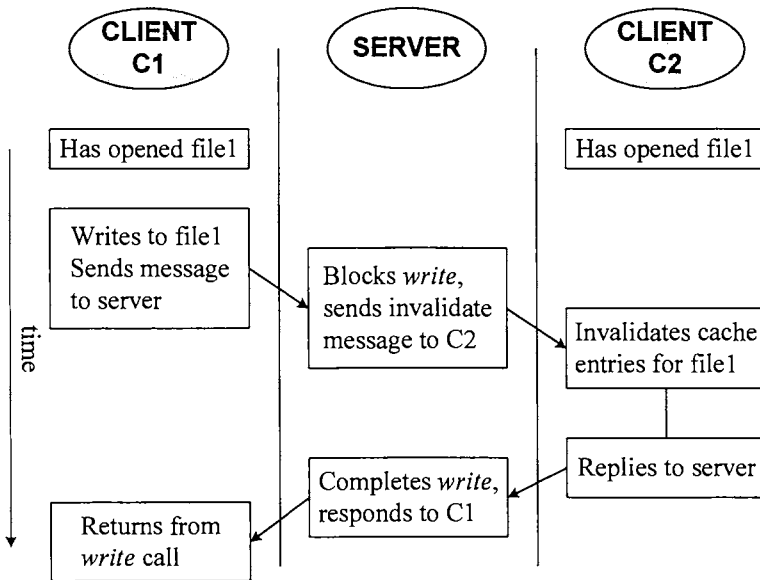 CLIENT
C1
SERVER
CLIENT
C2
Has opened file1
Has opened file1
Writes to file1
Sends message
to server
Blocks write,
sends invalidate
message to C2
Invalidates cache
entries for file1
time
Replies to server
Completes write,
responds to C1
Returns from
write call